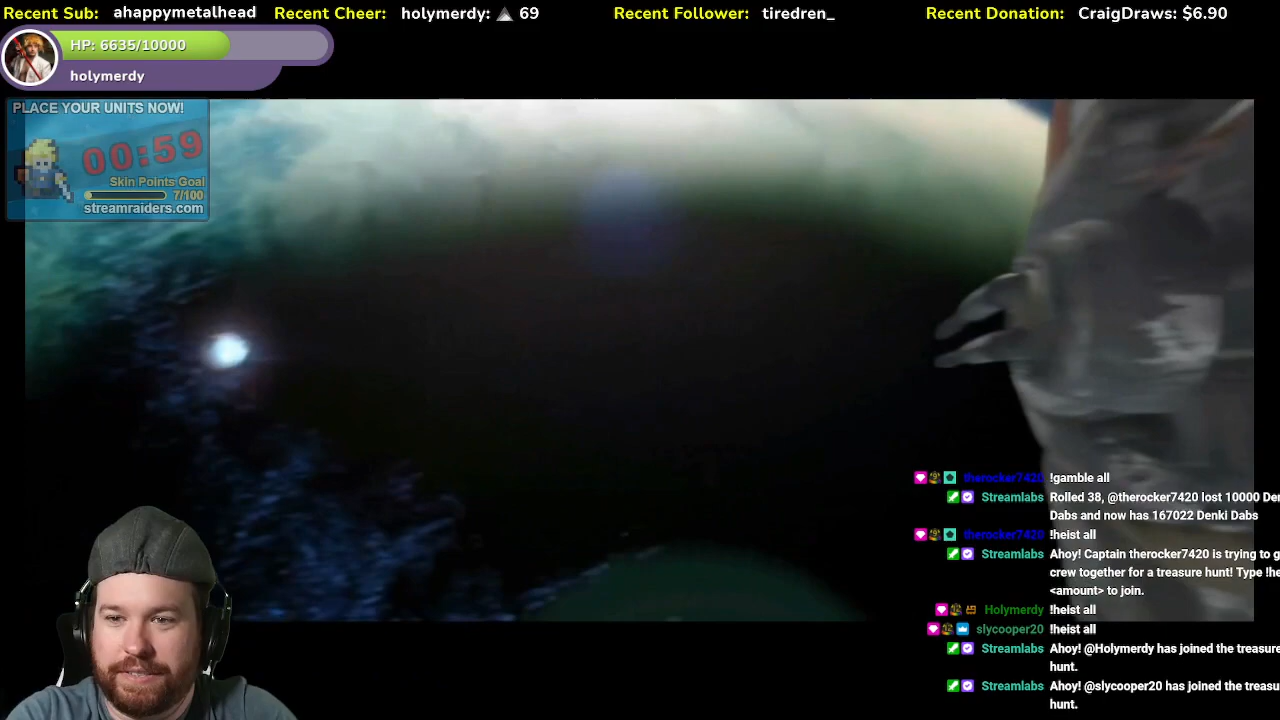 Recent Sub: ahappymetalhead Recent Cheer: holymerdy: 69 Recent Follower: tiredren_ Recent Donation: CraigDraws: $6.90
HP: 6635/10000
holymerdy
PLACE YOUR UNITS NOW!
00:59
Skin Points Goal
7/100
streamraiders.com
therocker7420 !gamble all
Streamlabs Rolled 38, @therocker7420 lost 10000 Den
Dabs and now has 167022 Denki Dabs
therocker7420 !heist all
Streamlabs Ahoy! Captain therocker7420 is trying to g
crew together for a treasure hunt! Type !he
<amount> to join.
Holymerdy !heist all
slycooper20 !heist all
Streamlabs Ahoy! @Holymerdy has joined the treasure
hunt.
Streamlabs Ahoy! @slycooper20 has joined the treasu
hunt.